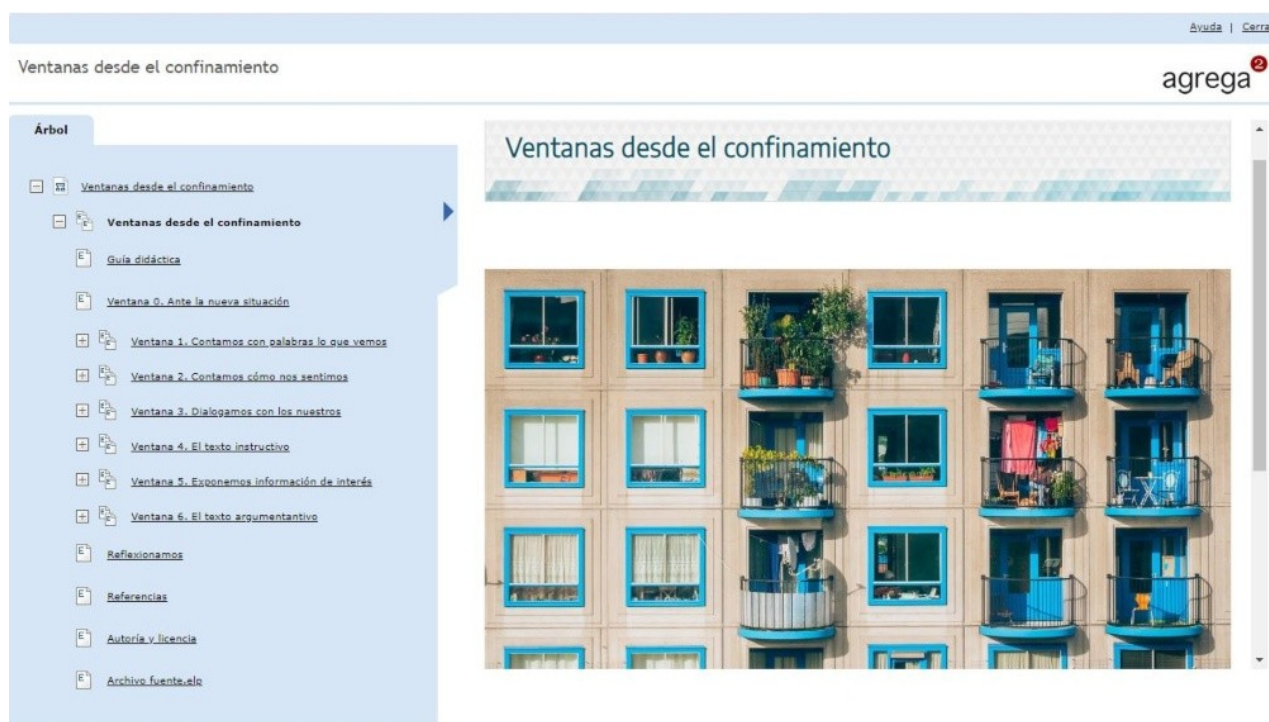 Ayuda | Cerra
Ventanas desde el confinamiento
agrega2
Árbol
Ventanas desde el confinamiento
Ventanas desde el confinamiento
Guía didáctica
Ventana 0. Ante la nueva situación
Ventana 1. Contamos con palabras lo que vemos
Ventana 2. Contamos cómo nos sentimos
Ventana 3. Dialogamos con los nuestros
Ventana 4. El texto instructivo
Ventana 5. Exponemos información de interés
Ventana 6. El texto argumentantivo
Reflexionamos
Referencias
Autoría y licencia
Archivo fuente.elp
Ventanas desde el confinamiento